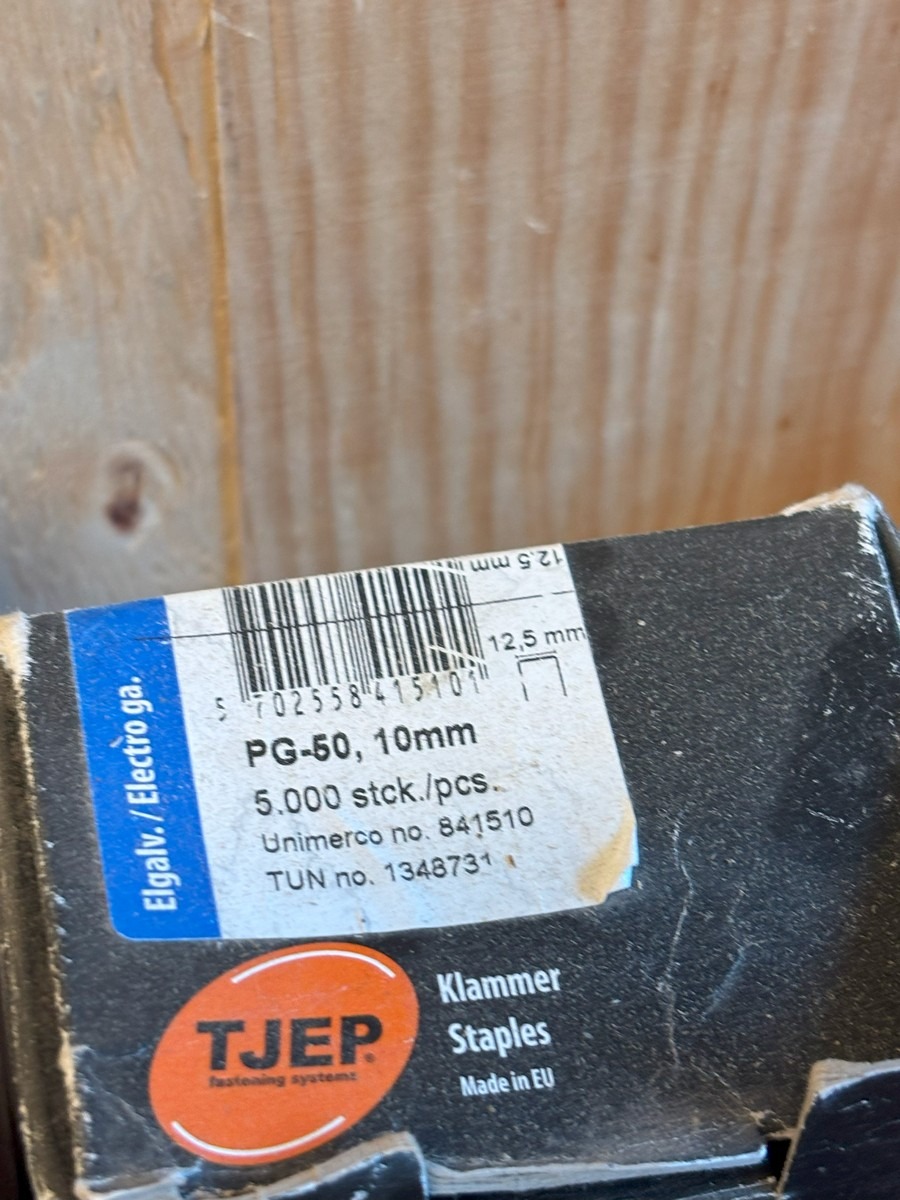 12.5 mm
12,5 mm
5 702558 415101
PG-50, 10mm
5.000 stck./pcs.
Unimerco no. 841510
TUN no. 1348731
Elgalv. / Electro ga.
TJEP®
fastening systems
Klammer
Staples
Made in EU